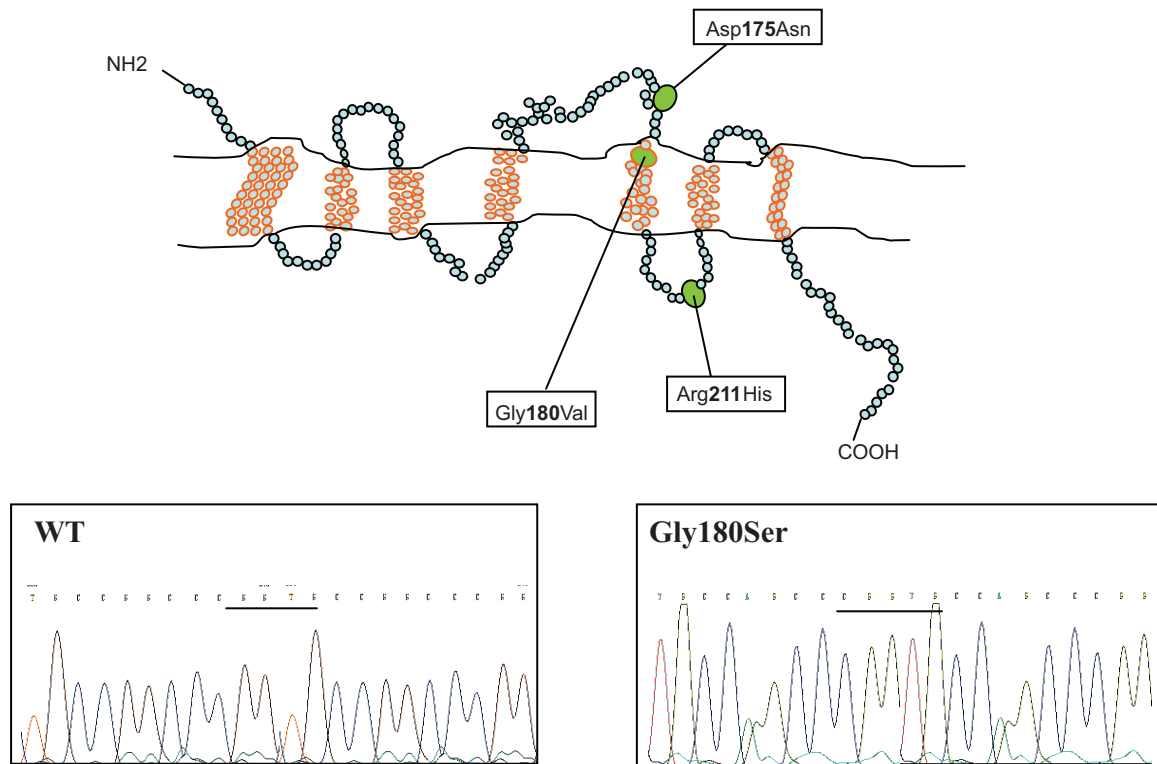 Asp175Asn
NH2
Gly180Val
Arg211His
COOH
WT
T G C C G G C C C G G T G C C G G C C C G G
Gly180Ser
T G C C A G C C C G G T G C C A G C C C G G